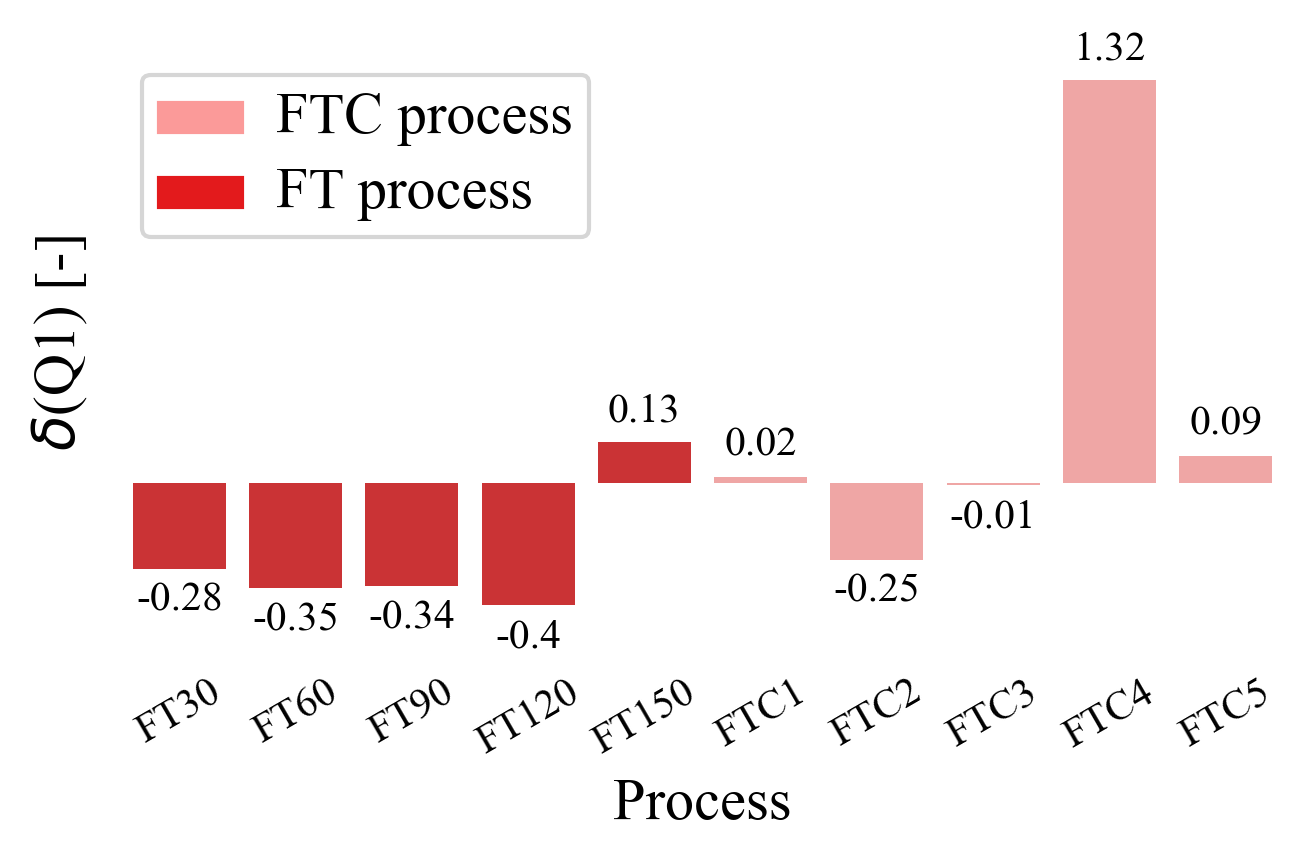 1.32
FTC process
FT process
δ(Q1) [-]
0.13
0.02
0.09
-0.28
-0.35
-0.34
-0.4
-0.25
-0.01
FT30
FT60
FT90
FT120
FT150
FTC1
FTC2
FTC3
FTC4
FTC5
Process